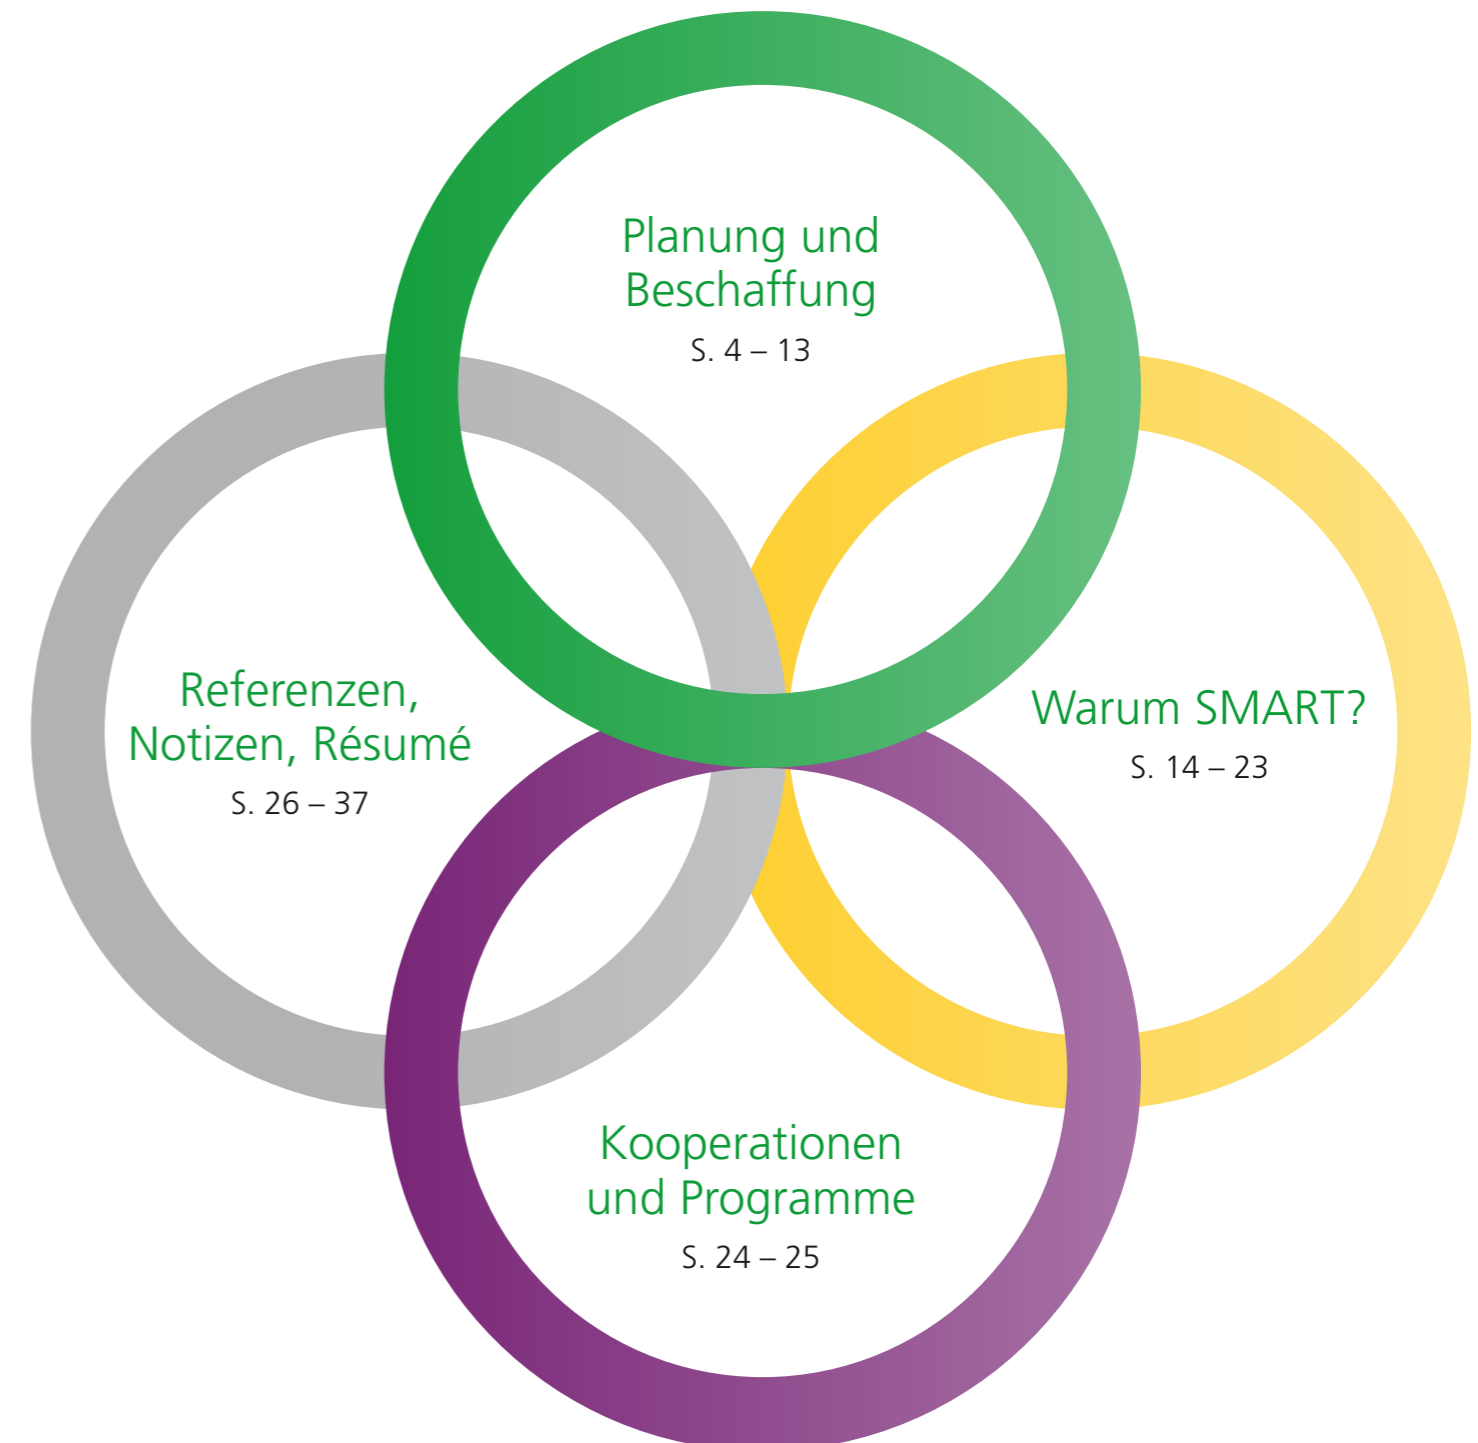 Planung und
Beschaffung
S. 4 – 13
Referenzen,
Notizen, Résumé
S. 26 – 37
Warum SMART?
S. 14 – 23
Kooperationen
und Programme
S. 24 – 25